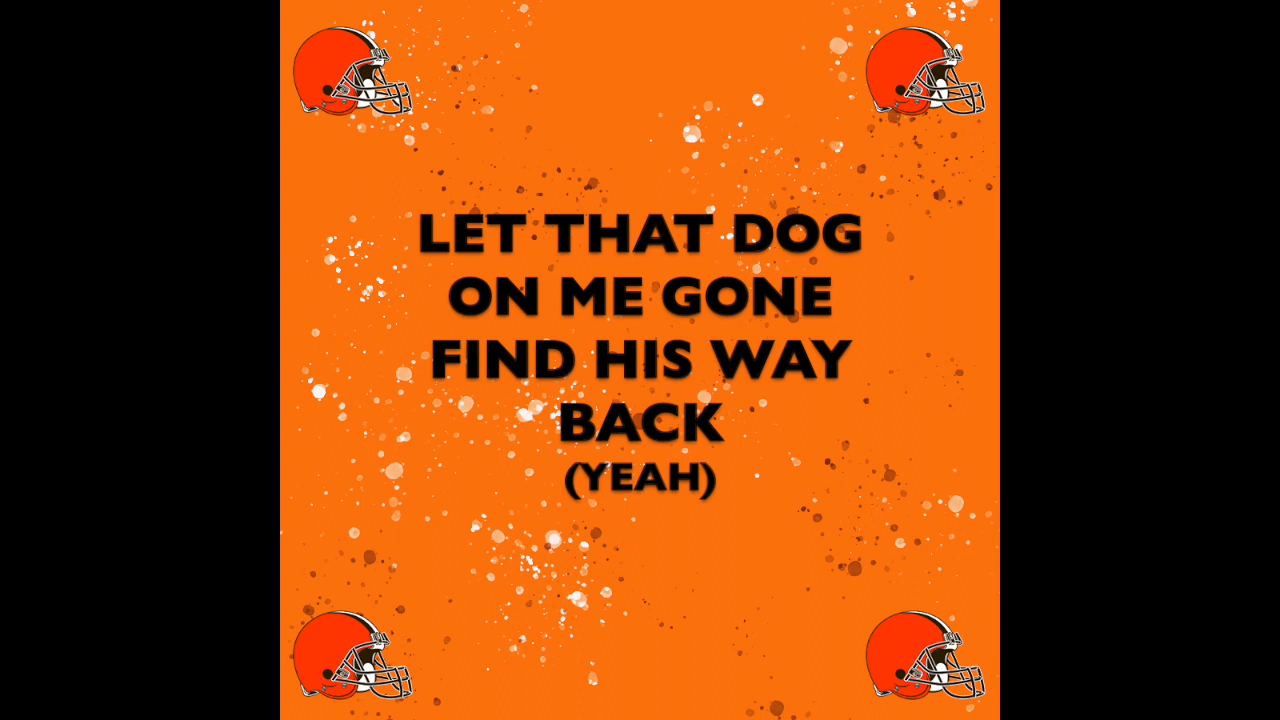 LET THAT DOG
ON ME GONE
FIND HIS WAY
BACK
(YEAH)